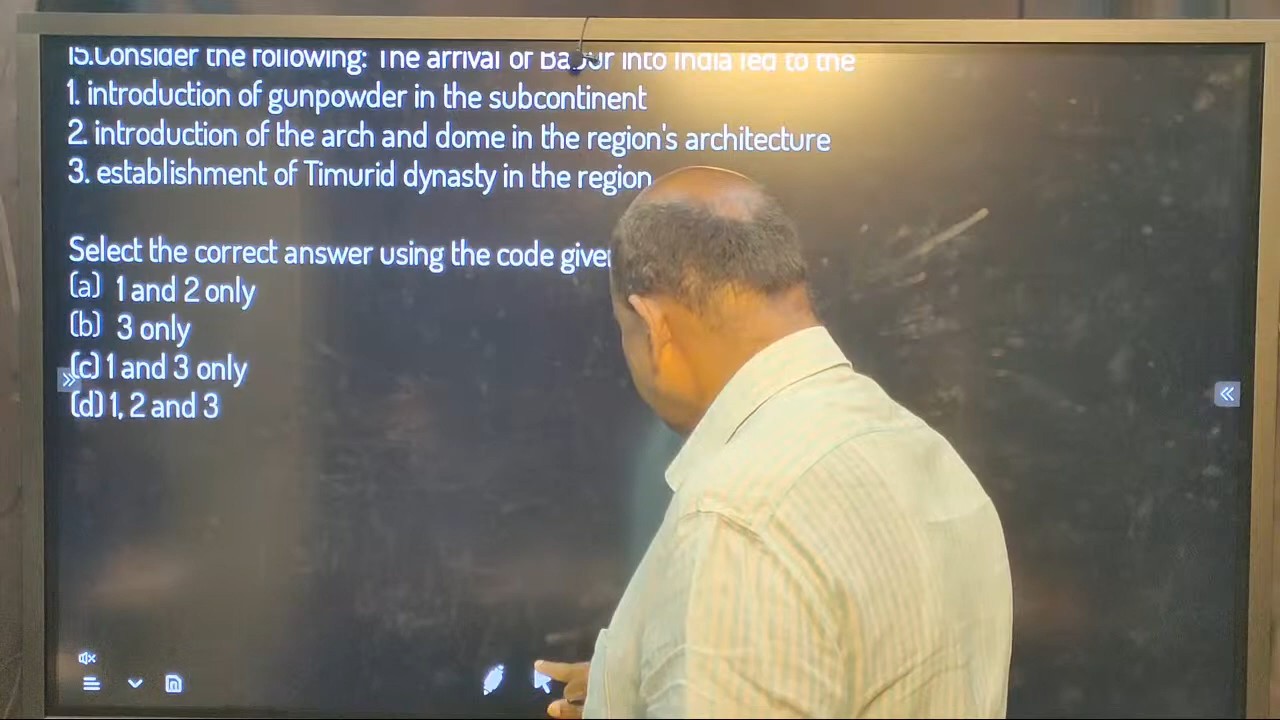 15.Consider the following: The arrival of Babur into India led to the
1. introduction of gunpowder in the subcontinent
2. introduction of the arch and dome in the region's architecture
3. establishment of Timurid dynasty in the region
Select the correct answer using the code given
(a) 1 and 2 only
(b) 3 only
(c) 1 and 3 only
(d) 1, 2 and 3